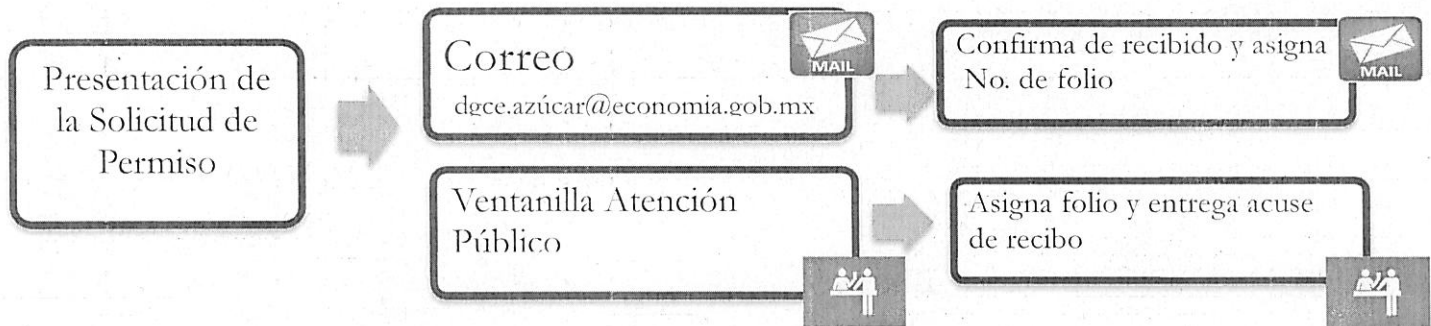 Presentación de
la Solicitud de
Permiso
Correo
dgce.azúcar@economia.gob.mx
MAIL
Confirma de recibido y asigna
No. de folio
MAIL
Ventanilla Atención
Público
Asigna folio y entrega acuse
de recibo